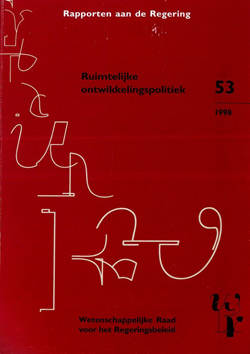 Rapporten aan de Regering
Ruimtelijke
ontwikkelingspolitiek
53
1998
Wetenschappelijke Raad
voor het Regeringsbeleid